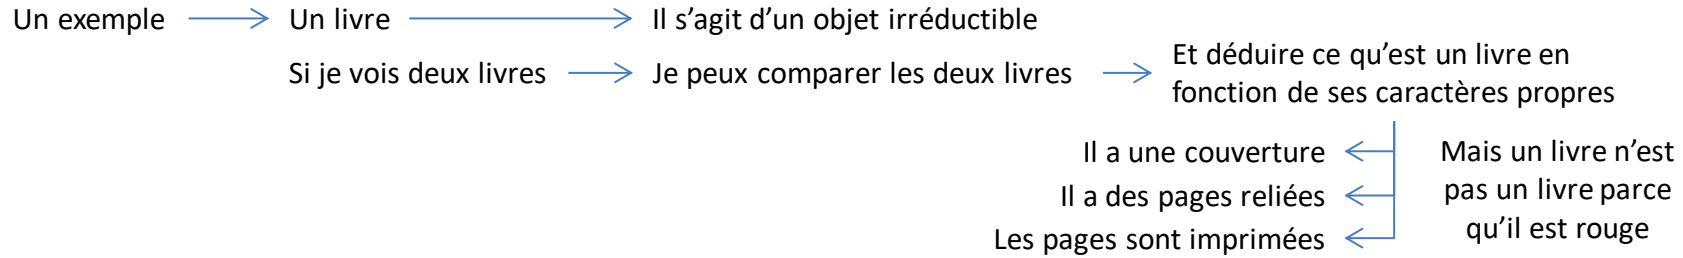 Un exemple
Un livre
Il s’agit d’un objet irréductible
Si je vois deux livres
Je peux comparer les deux livres
Et déduire ce qu’est un livre en
fonction de ses caractères propres
Il a une couverture
Il a des pages reliées
Les pages sont imprimées
Mais un livre n’est
pas un livre parce
qu’il est rouge